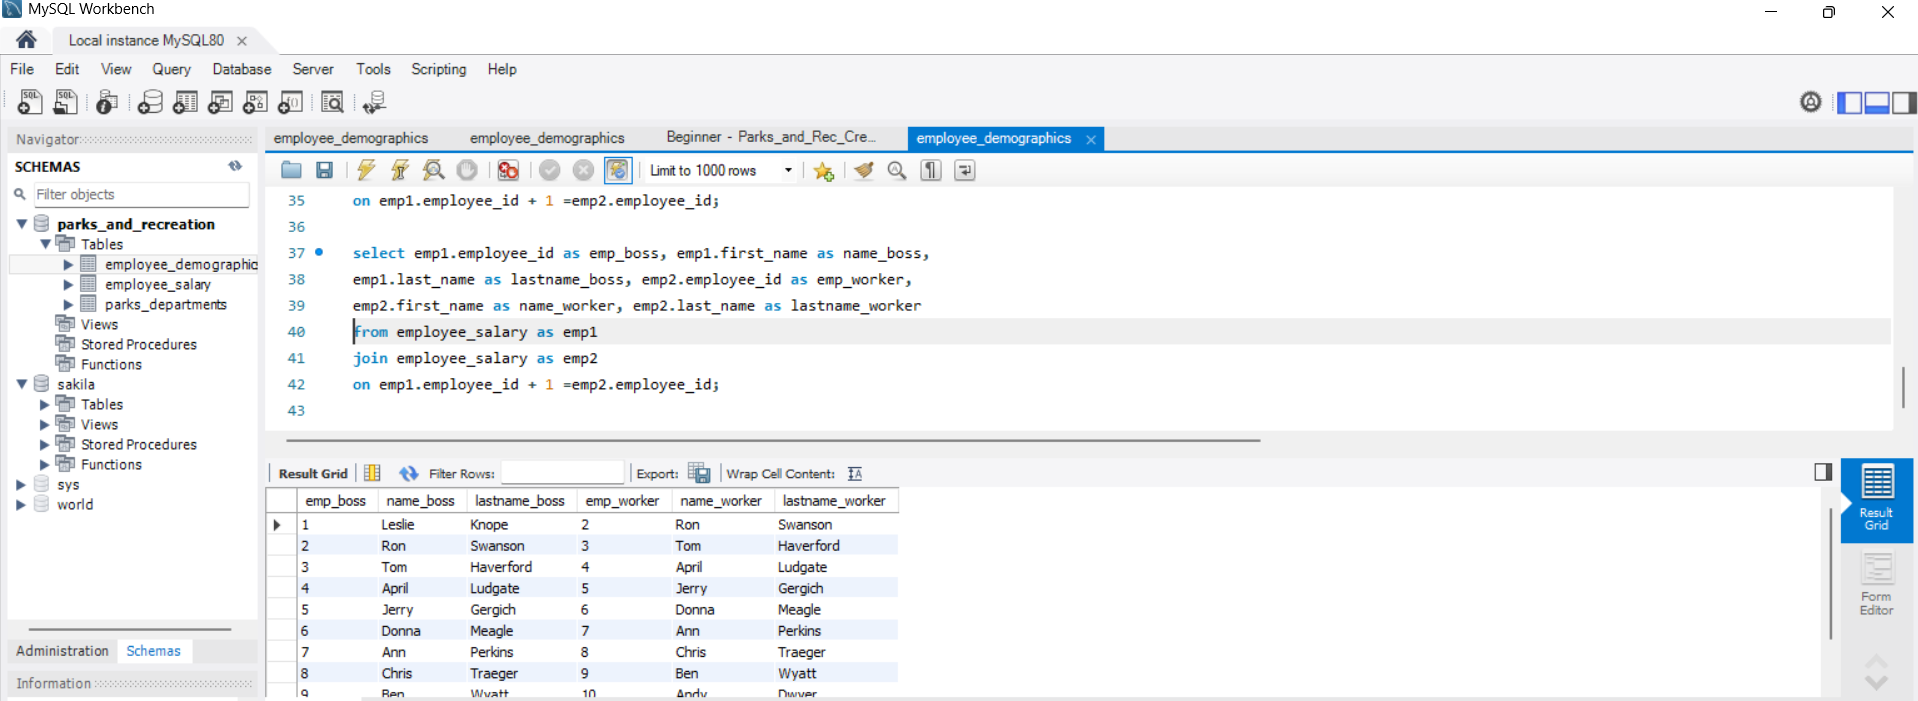 MySQL Workbench
Local instance MySQL80
File Edit View Query Database Server Tools Scripting Help
Navigator
SCHEMAS
Filter objects
parks_and_recreation
Tables
employee_demographic
employee_salary
parks_departments
Views
Stored Procedures
Functions
sakila
Tables
Views
Stored Procedures
Functions
sys
world
Administration Schemas
Information
employee_demographics employee_demographics Beginner - Parks_and_Rec_Cre... employee_demographics
Limit to 1000 rows
35 on emp1.employee_id + 1 =emp2.employee_id;
36
37 select emp1.employee_id as emp_boss, emp1.first_name as name_boss,
38 emp1.last_name as lastname_boss, emp2.employee_id as emp_worker,
39 emp2.first_name as name_worker, emp2.last_name as lastname_worker
40 from employee_salary as emp1
41 join employee_salary as emp2
42 on emp1.employee_id + 1 =emp2.employee_id;
43
Result Grid Filter Rows: Export: Wrap Cell Content:
emp_boss name_boss lastname_boss emp_worker name_worker lastname_worker
1 Leslie Knope 2 Ron Swanson
2 Ron Swanson 3 Tom Haverford
3 Tom Haverford 4 April Ludgate
4 April Ludgate 5 Jerry Gergich
5 Jerry Gergich 6 Donna Meagle
6 Donna Meagle 7 Ann Perkins
7 Ann Perkins 8 Chris Traeger
8 Chris Traeger 9 Ben Wyatt
9 Ben Wyatt 10 Andy Dwyer
Result
Grid
Form
Editor